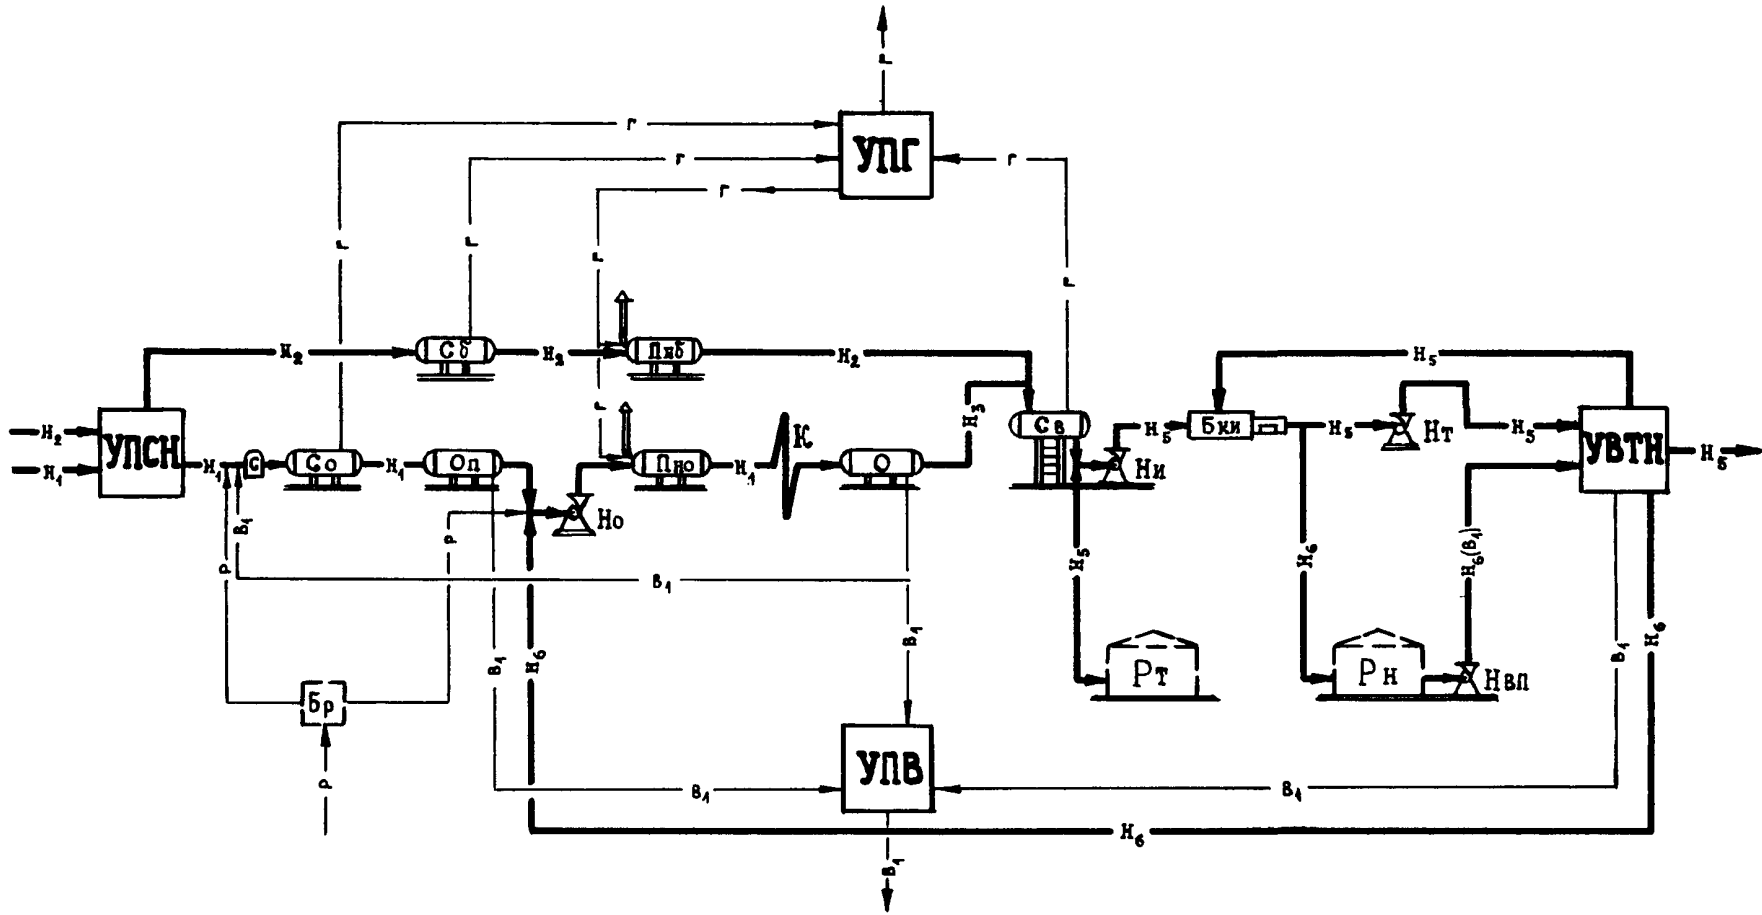 Г
Г
УПГ
Г
Г
Г
Г
Г
Г
Г
Н₂
Сб
Н₂
Пнб
Н₂
Н₅
Г
Н₂
УПСН
Н₁
Н₁
С
Со
Н₁
Оп
Пно
Н₁
К
О
Н₃
Св
Н₅
Бки
Н₅
Нт
Н₅
УВТН
Н₅
Ни
Но
В₁
Р
Р
В₁
Н₅
Н₆
Н₆(В₁)
В₁
В₁
Н₆
Рт
Рн
Нвп
В₁
Н₆
Бр
УПВ
Р
В₁
В₁
Н₆
В₁